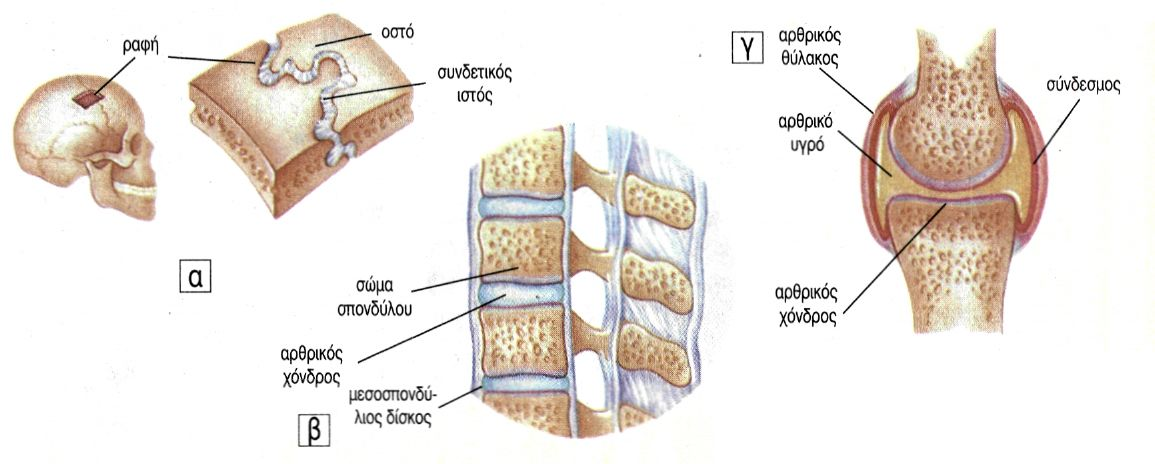 ραφή
οστό
συνδετικός
ιστός
α
σώμα
σπονδύλου
αρθρικός
χόνδρος
μεσοσπονδύ-
λιος δίσκος
β
γ
αρθρικός
θύλακος
αρθρικό
υγρό
σύνδεσμος
αρθρικός
χόνδρος